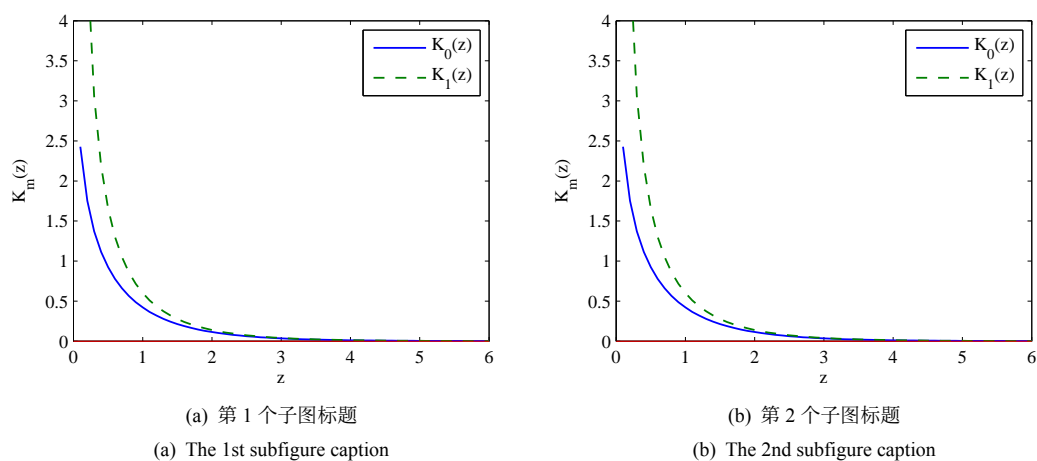 4
3.5
3
2.5
2
1.5
1
0.5
0
K_m(z)
K_0(z)
K_1(z)
0 1 2 3 4 5 6
z
(a) 第 1 个子图标题
(a) The 1st subfigure caption
4
3.5
3
2.5
2
1.5
1
0.5
0
K_m(z)
K_0(z)
K_1(z)
0 1 2 3 4 5 6
z
(b) 第 2 个子图标题
(b) The 2nd subfigure caption